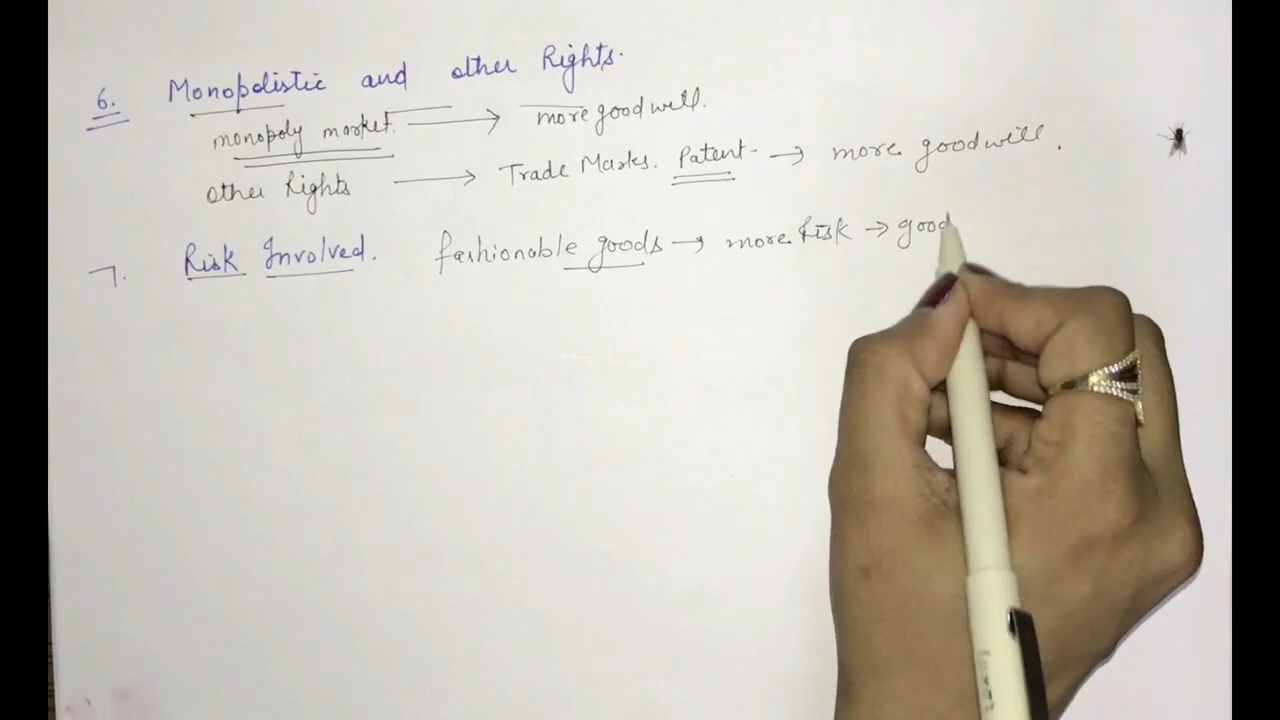 6. Monopolistic and other Rights.
monopoly market. → more goodwill.
other Rights → Trade Marks. Patent - → more goodwill.
7. Risk Involved. fashionable goods → more risk → good